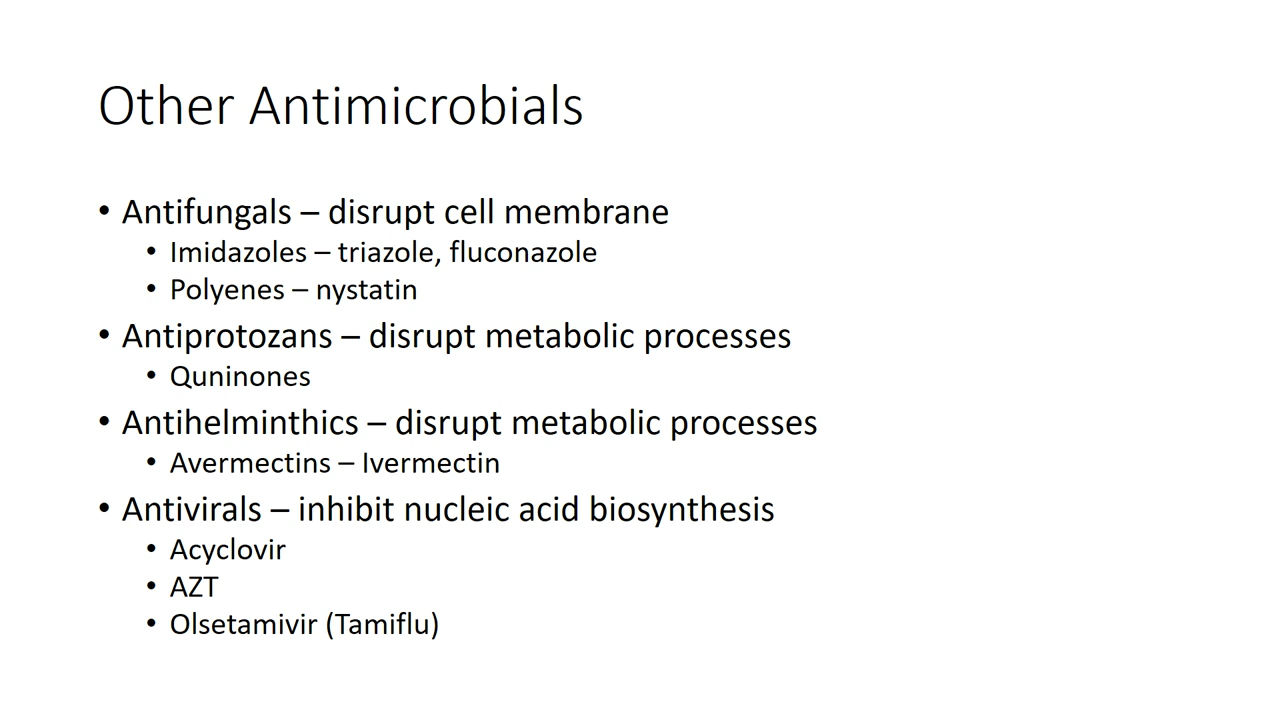 Other Antimicrobials
• Antifungals – disrupt cell membrane
• Imidazoles – triazole, fluconazole
• Polyenes – nystatin
• Antiprotozans – disrupt metabolic processes
• Quninones
• Antihelminthics – disrupt metabolic processes
• Avermectins – Ivermectin
• Antivirals – inhibit nucleic acid biosynthesis
• Acyclovir
• AZT
• Olsetamivir (Tamiflu)